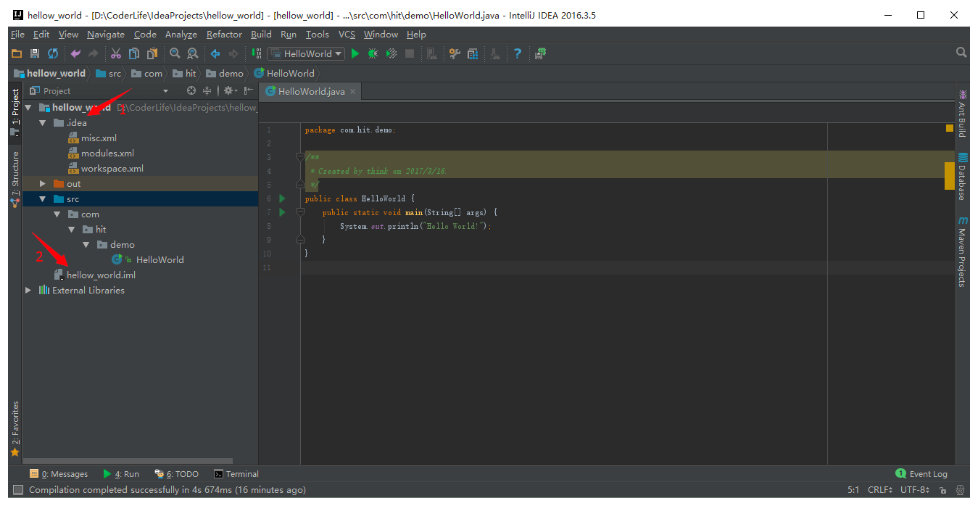 hellow_world - [D:\CoderLife\IdeaProjects\hellow_world] - [hellow_world] - ...\src\com\hit\demo\HelloWorld.java - IntelliJ IDEA 2016.3.5
File Edit View Navigate Code Analyze Refactor Build Run Tools VCS Window Help
HelloWorld
hellow_world src com hit demo HelloWorld
Project
HelloWorld.java
1: Project
7: Structure
2: Favorites
hellow_world D:\CoderLife\IdeaProjects\hellow_
1
.idea
misc.xml
modules.xml
workspace.xml
out
src
com
hit
demo
HelloWorld
2
hellow_world.iml
External Libraries
1 package com.hit.demo;
2
3 /**
4 * Created by think on 2017/3/16.
5 */
6 public class HelloWorld {
7 public static void main(String[] args) {
8 System.out.println("Hello World!");
9 }
10 }
11
Ant Build
Database
Maven Projects
0: Messages 4: Run 6: TODO Terminal
1 Event Log
Compilation completed successfully in 4s 674ms (16 minutes ago)
5:1 CRLF UTF-8